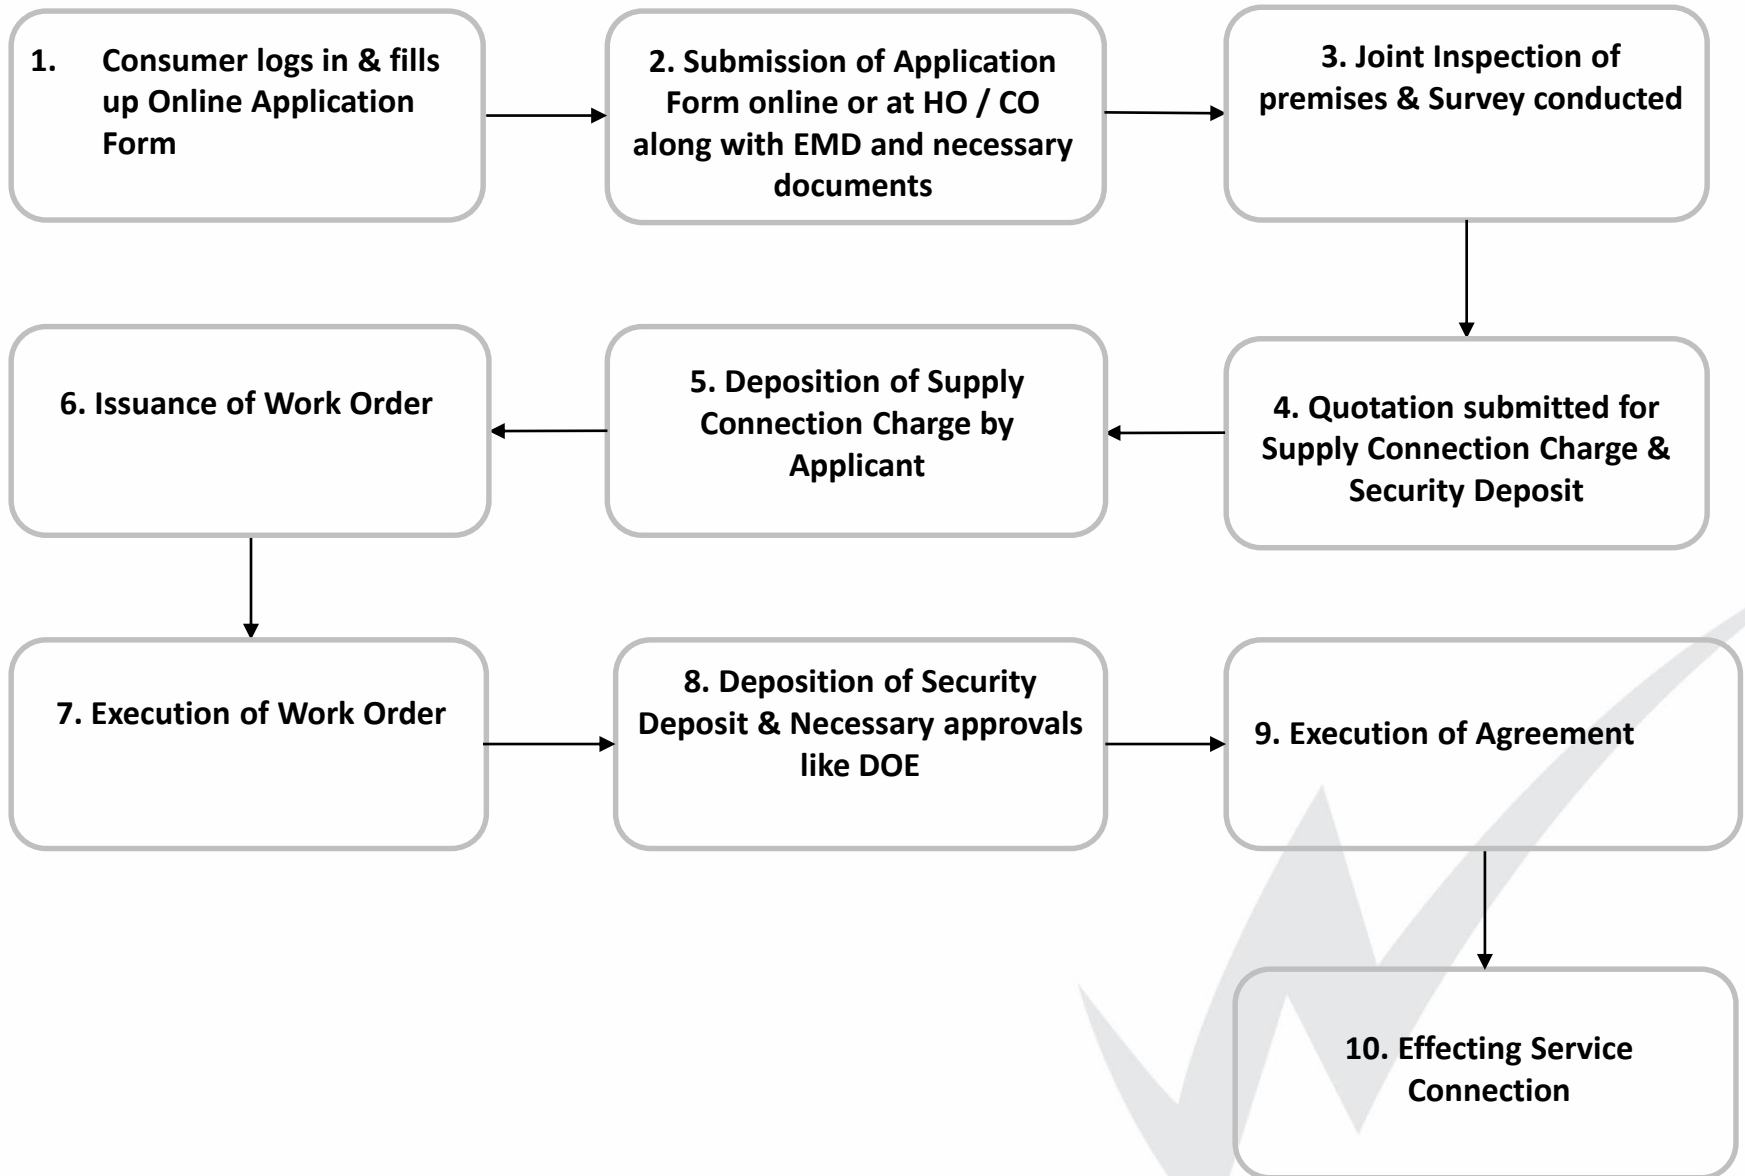 1. Consumer logs in & fills
up Online Application
Form
2. Submission of Application
Form online or at HO / CO
along with EMD and necessary
documents
3. Joint Inspection of
premises & Survey conducted
4. Quotation submitted for
Supply Connection Charge &
Security Deposit
5. Deposition of Supply
Connection Charge by
Applicant
6. Issuance of Work Order
7. Execution of Work Order
8. Deposition of Security
Deposit & Necessary approvals
like DOE
9. Execution of Agreement
10. Effecting Service
Connection